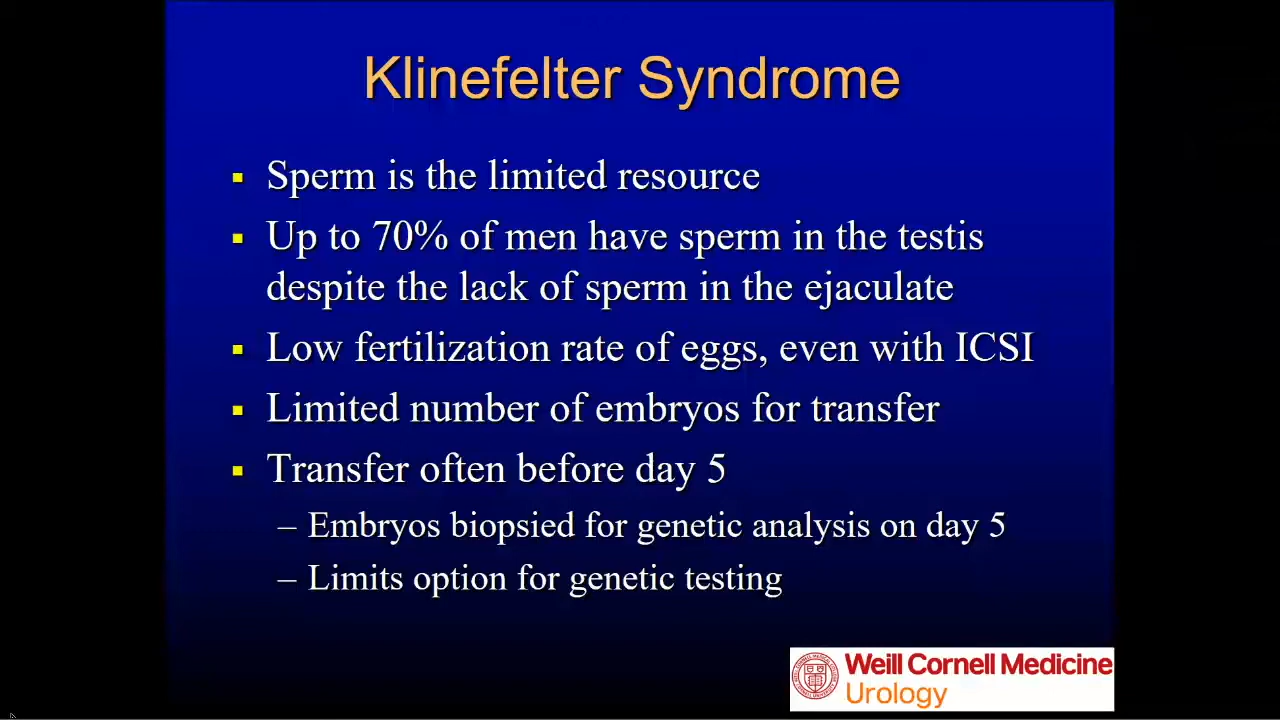 Klinefelter Syndrome
▪ Sperm is the limited resource
▪ Up to 70% of men have sperm in the testis
despite the lack of sperm in the ejaculate
▪ Low fertilization rate of eggs, even with ICSI
▪ Limited number of embryos for transfer
▪ Transfer often before day 5
– Embryos biopsied for genetic analysis on day 5
– Limits option for genetic testing
Weill Cornell Medicine
Urology